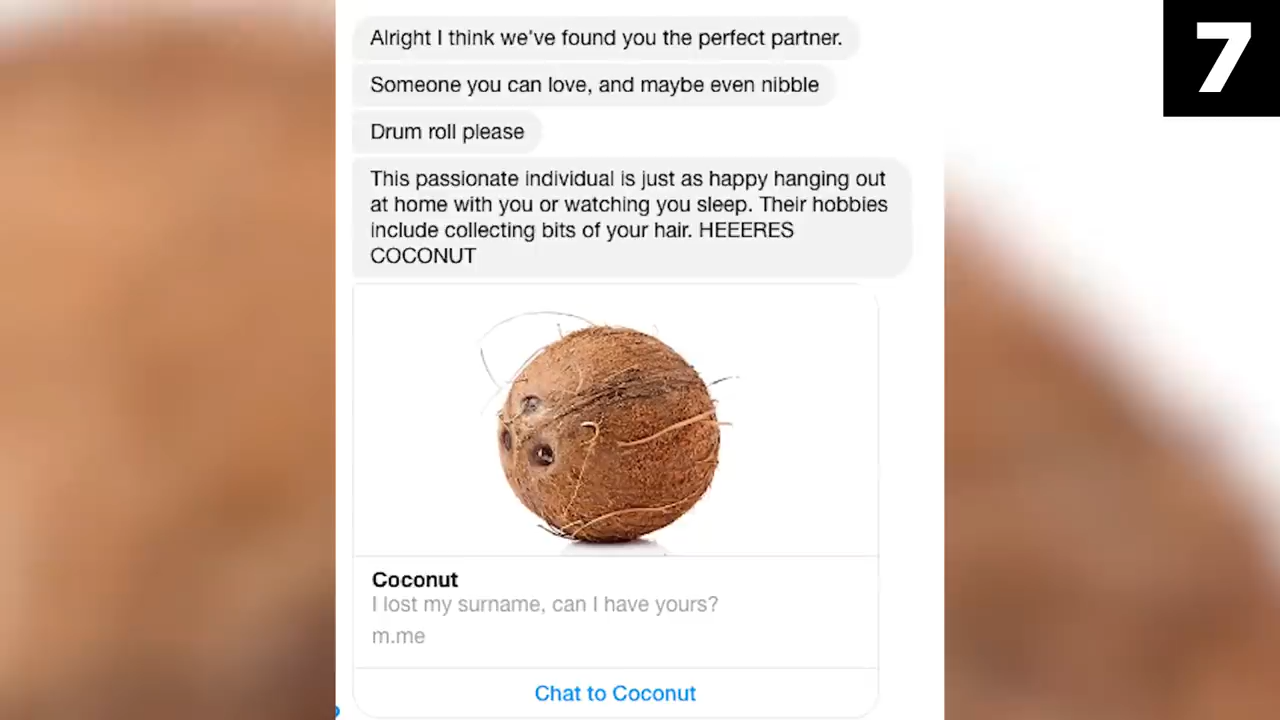 7
Alright I think we've found you the perfect partner.
Someone you can love, and maybe even nibble
Drum roll please
This passionate individual is just as happy hanging out
at home with you or watching you sleep. Their hobbies
include collecting bits of your hair. HEEERES
COCONUT
Coconut
I lost my surname, can I have yours?
m.me
Chat to Coconut